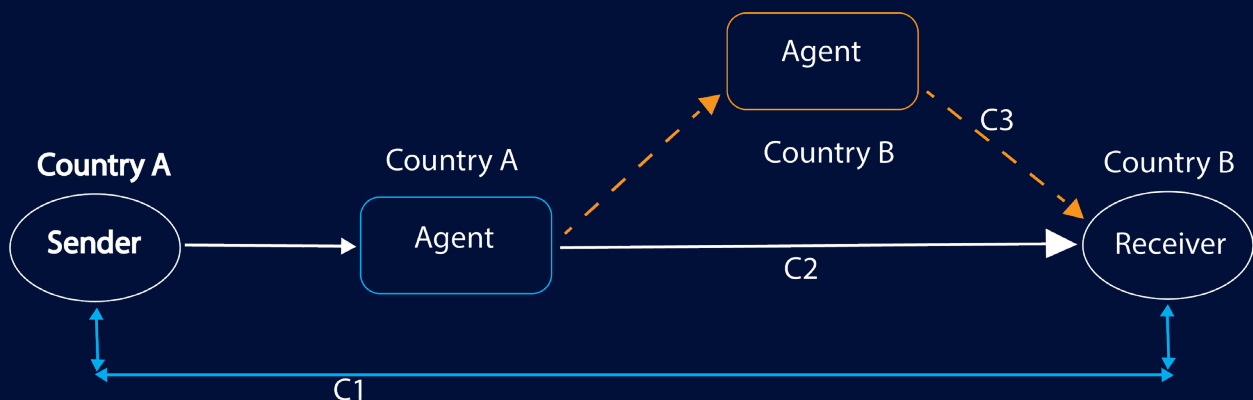 Agent
C3
Country B
Country A
Country A
Country B
Sender
Agent
Receiver
C2
C1